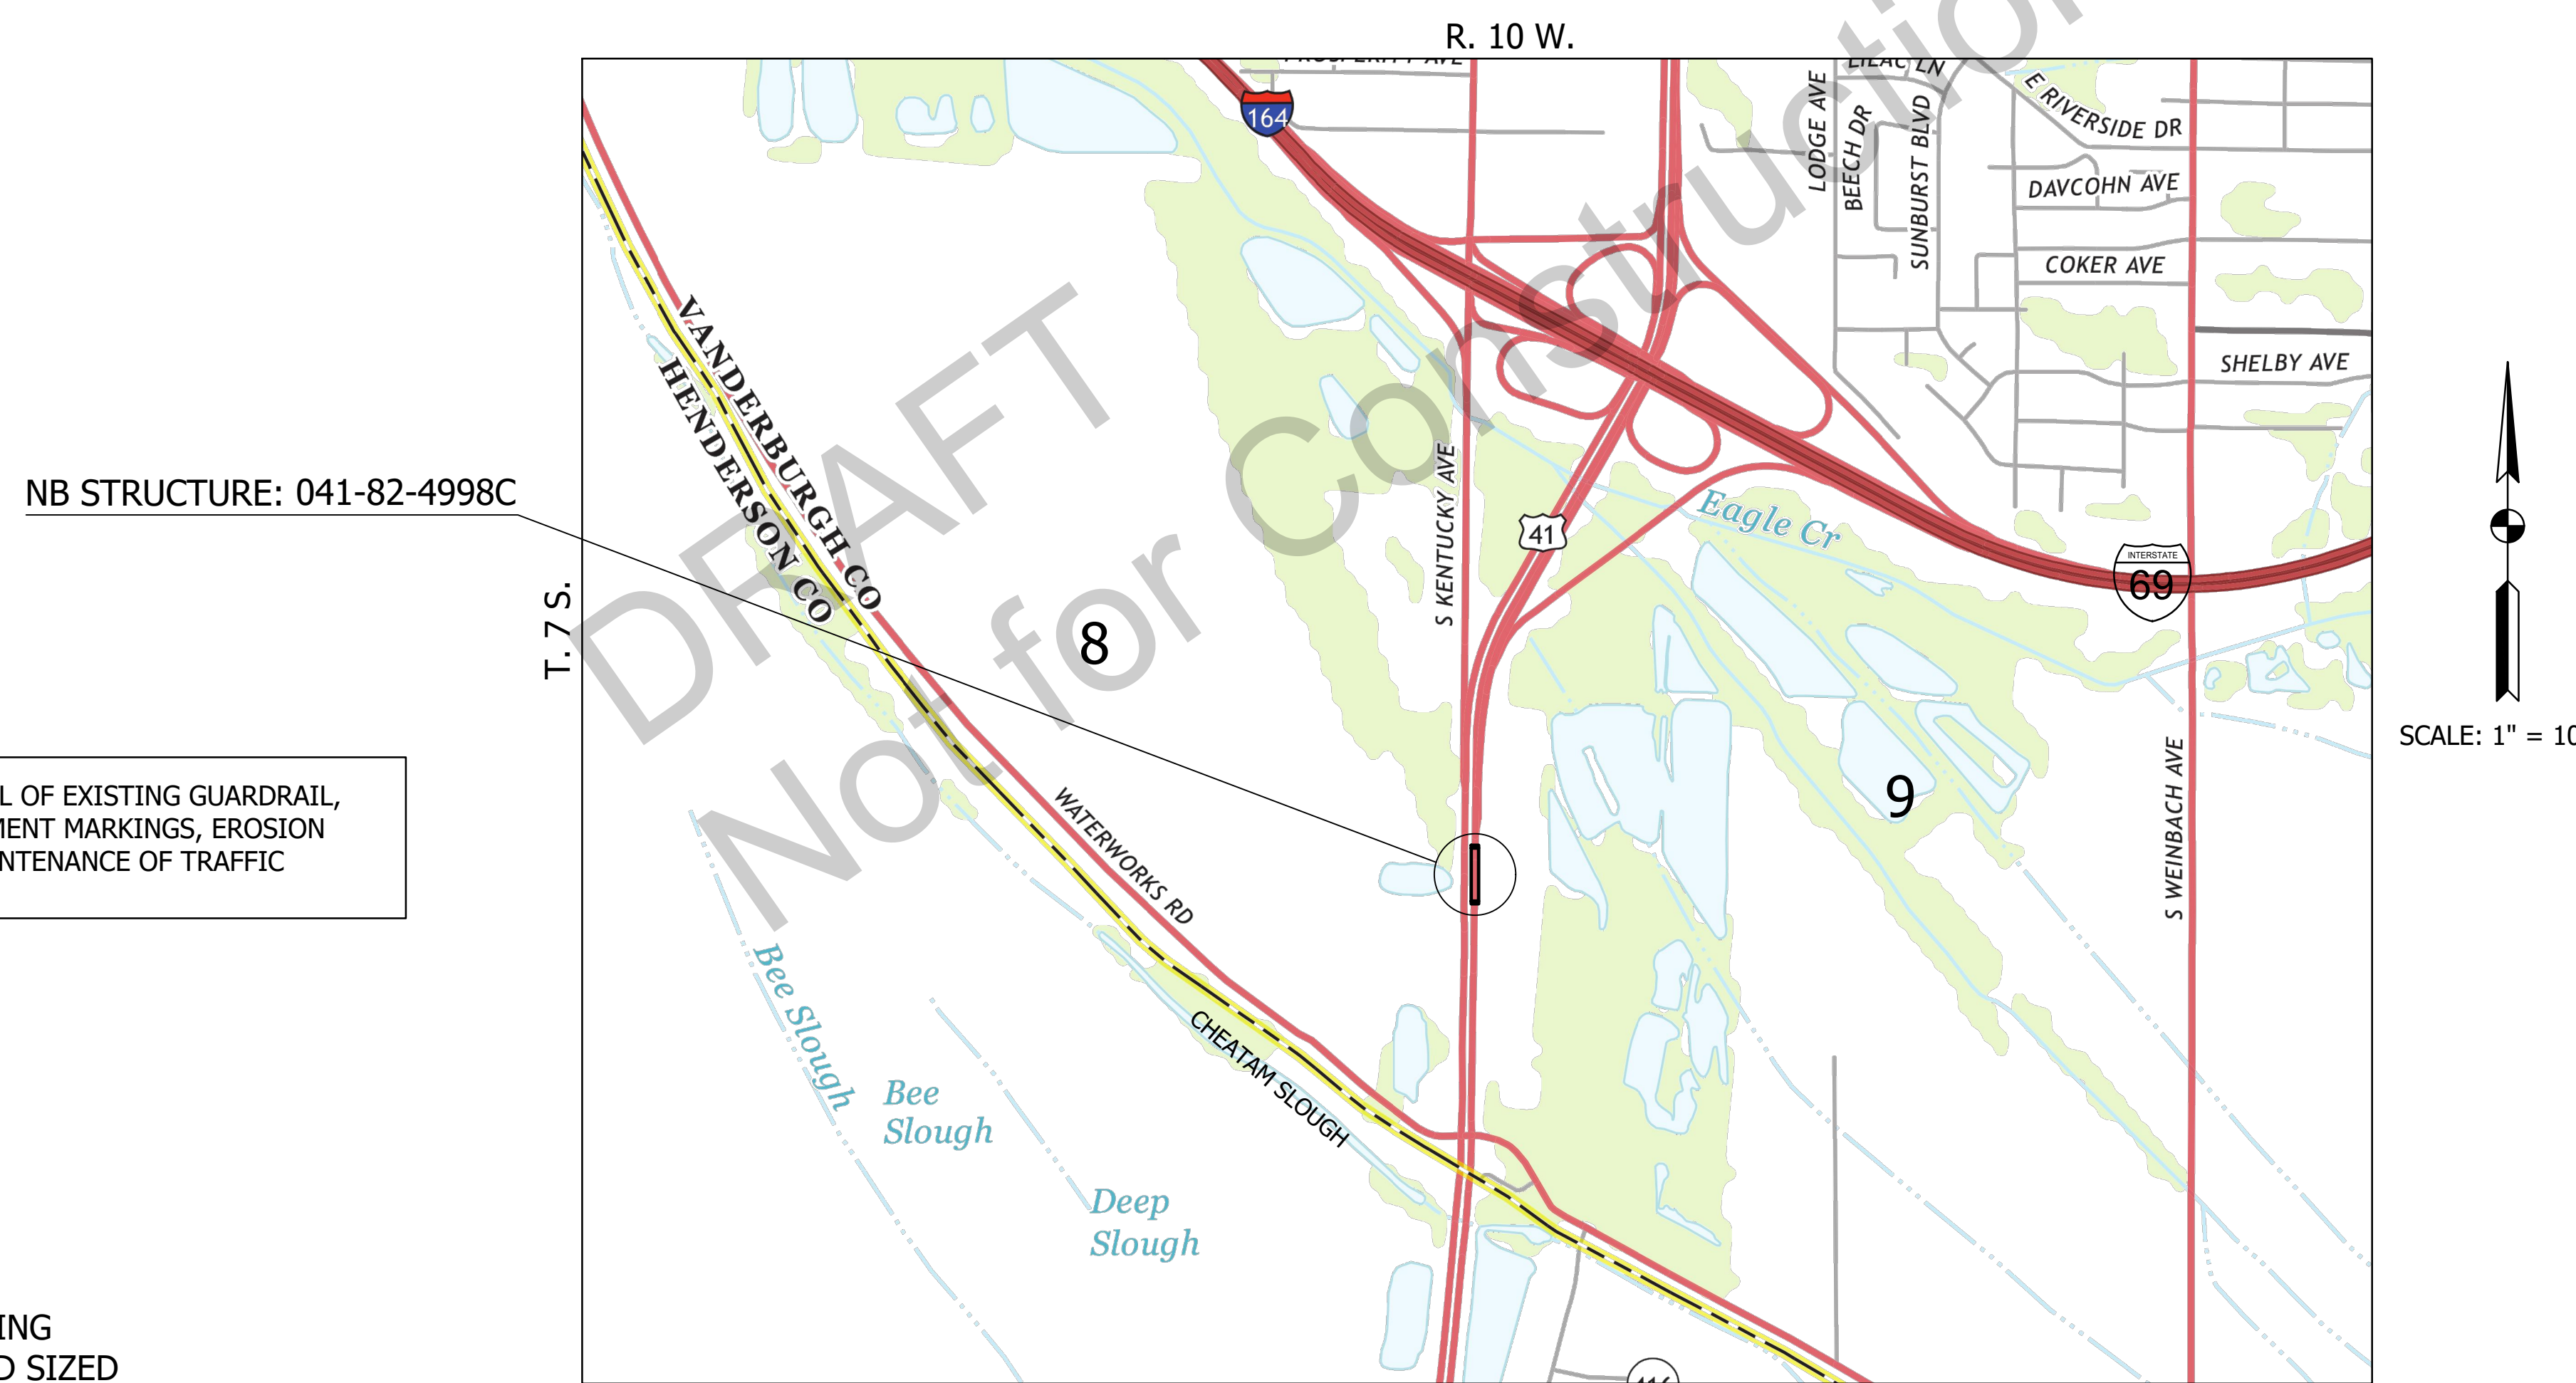 R. 10 W.
LILAC LN
164
LODGE AVE
BEECH DR
SUNBURST BLVD
E RIVERSIDE DR
DAVCOHN AVE
COKER AVE
SHELBY AVE
VANDERBURGH CO
HENDERSON CO
NB STRUCTURE: 041-82-4998C
S KENTUCKY AVE
41
Eagle Cr
INTERSTATE
69
T. 7 S.
8
9
SCALE: 1" = 10
S WEINBACH AVE
L OF EXISTING GUARDRAIL,
MENT MARKINGS, EROSION
NTENANCE OF TRAFFIC
WATERWORKS RD
Bee Slough
Bee
Slough
CHEATAM SLOUGH
Deep
Slough
ING
D SIZED
DRAFT
Not for Construction